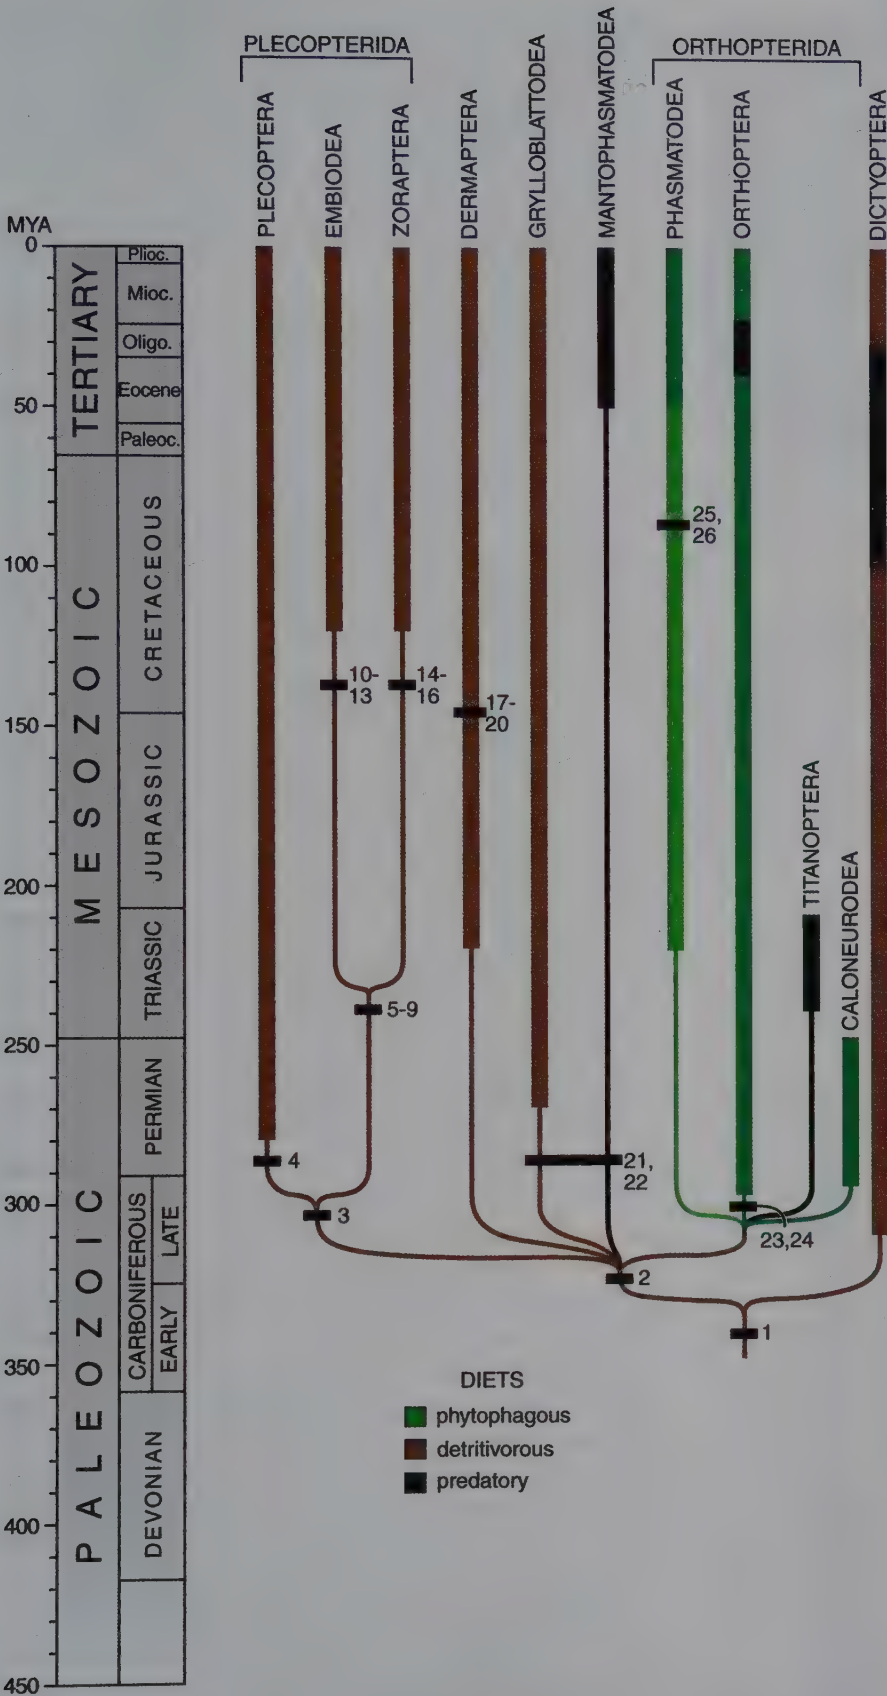 PLECOPTERIDA
ORTHOPTERIDA
PLECOPTERA
EMBIODEA
ZORAPTERA
DERMAPTERA
GRYLLOBLATTODEA
MANTOPHASMATODEA
PHASMATODEA
ORTHOPTERA
DICTYOPTERA
TITANOPTERA
CALONEURODEA
MYA
0
50
100
150
200
250
300
350
400
450
TERTIARY
MESOZOIC
PALEOZOIC
Plioc.
Mioc.
Oligo.
Eocene
Paleoc.
CRETACEOUS
JURASSIC
TRIASSIC
PERMIAN
CARBONIFEROUS
LATE
EARLY
DEVONIAN
25,
26
10-
13
14-
16
17-
20
5-9
4
21,
22
3
23,24
2
1
DIETS
phytophagous
detritivorous
predatory